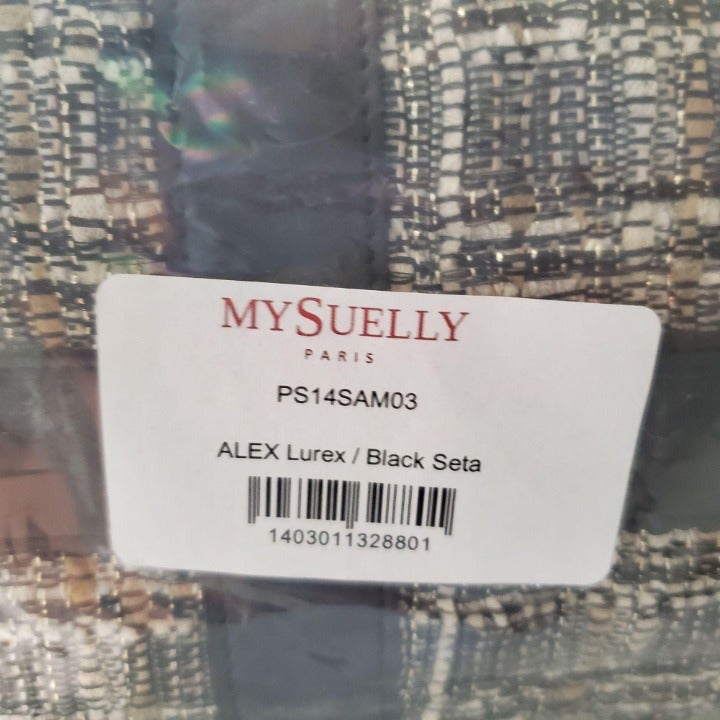 MYSUELLY
PARIS
PS14SAM03
ALEX Lurex / Black Seta
1403011328801